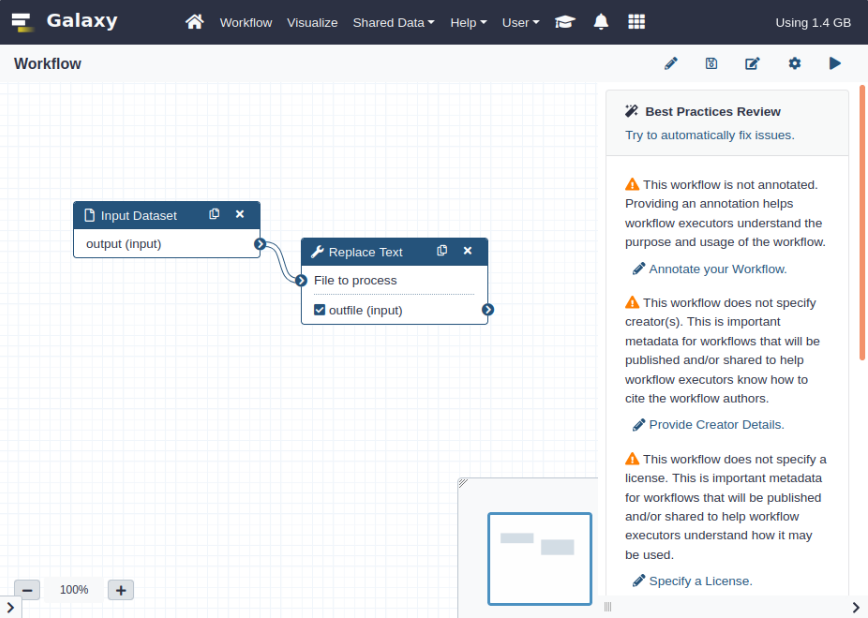 Galaxy
Workflow
Visualize
Shared Data
Help
User
Using 1.4 GB
Workflow
Best Practices Review
Try to automatically fix issues.
Input Dataset
output (input)
Replace Text
File to process
outfile (input)
This workflow is not annotated.
Providing an annotation helps
workflow executors understand the
purpose and usage of the workflow.
Annotate your Workflow.
This workflow does not specify
creator(s). This is important
metadata for workflows that will be
published and/or shared to help
workflow executors know how to
cite the workflow authors.
Provide Creator Details.
This workflow does not specify a
license. This is important metadata
for workflows that will be published
and/or shared to help workflow
executors understand how it may
be used.
Specify a License.
100%